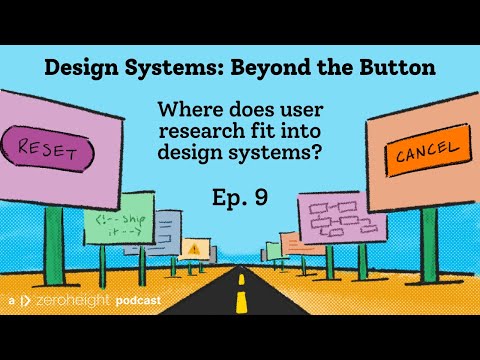 Design Systems: Beyond the Button
Where does user
research fit into
design systems?
Ep. 9
RESET
CANCEL
<!-- ship
it -->
!
a zeroheight podcast